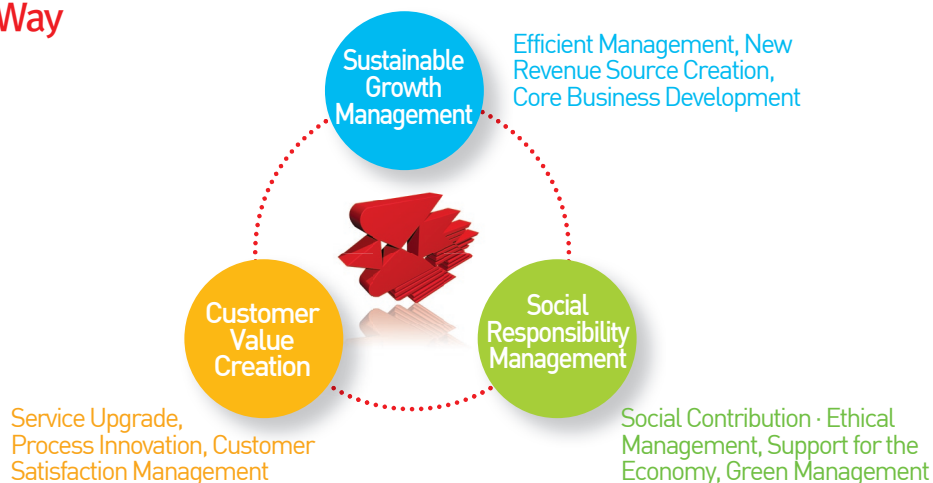 Way
Sustainable
Growth
Management
Efficient Management, New
Revenue Source Creation,
Core Business Development
Customer
Value
Creation
Social
Responsibility
Management
Service Upgrade,
Process Innovation, Customer
Satisfaction Management
Social Contribution · Ethical
Management, Support for the
Economy, Green Management